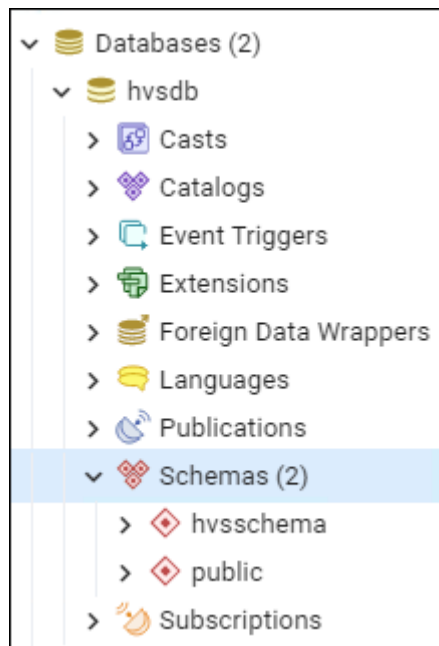 Databases (2)
hvsdb
Casts
Catalogs
Event Triggers
Extensions
Foreign Data Wrappers
Languages
Publications
Schemas (2)
hvsschema
public
Subscriptions